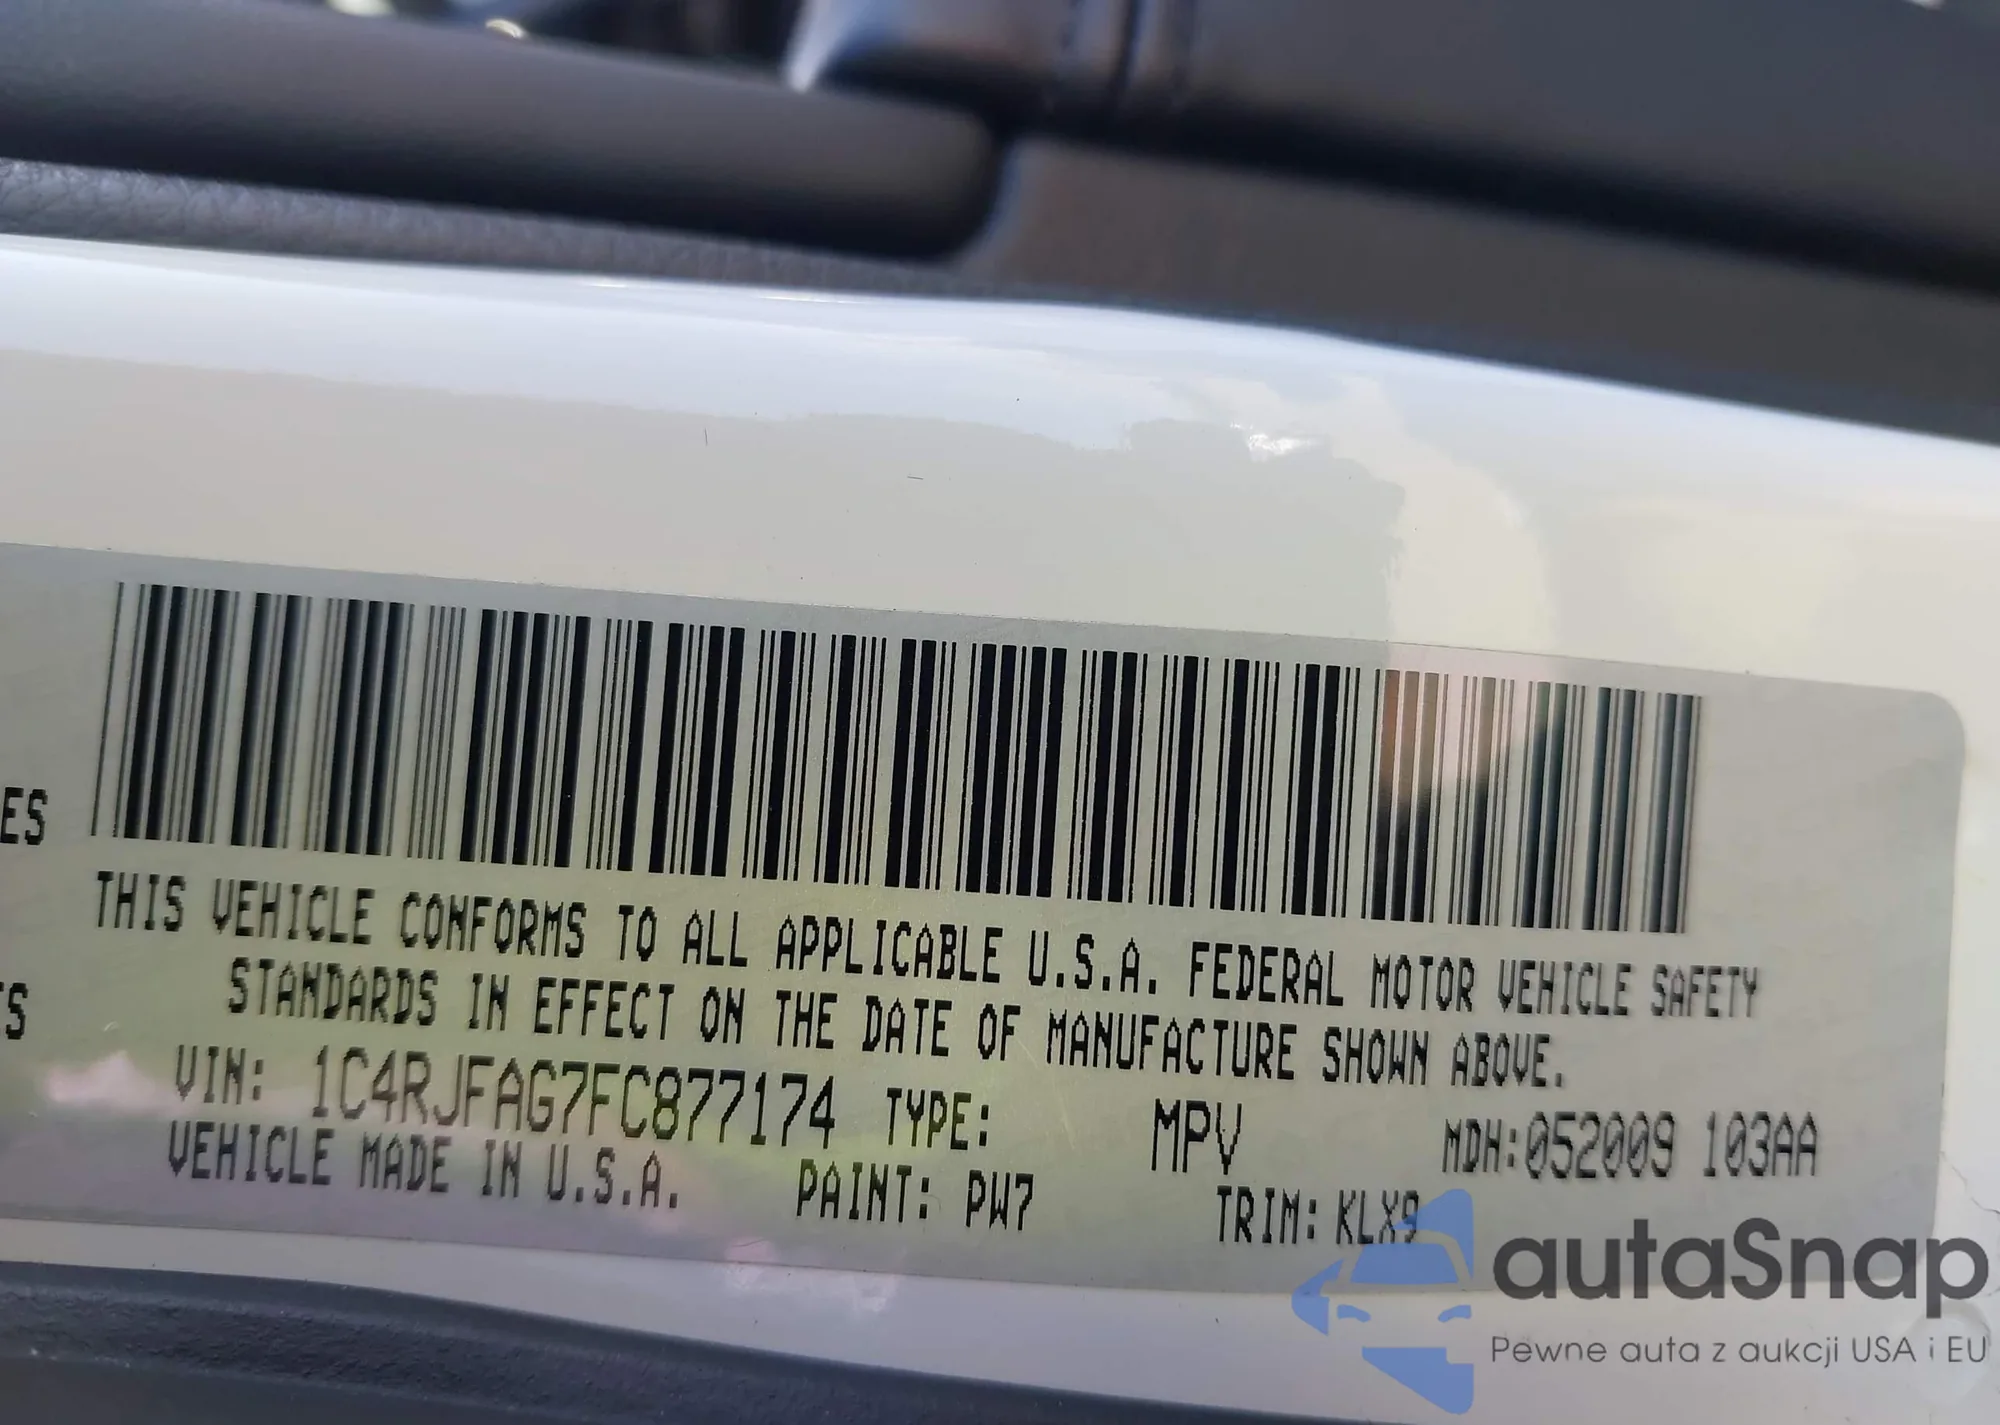 ES
THIS VEHICLE CONFORMS TO ALL APPLICABLE U.S.A. FEDERAL MOTOR VEHICLE SAFETY
STANDARDS IN EFFECT ON THE DATE OF MANUFACTURE SHOWN ABOVE.
VIN: 1C4RJFAG7FC877174 TYPE: MPV MDH:052009 103AA
VEHICLE MADE IN U.S.A. PAINT: PW7 TRIM: KLX9
autaSnap
Pewne auta z aukcji USA i EU